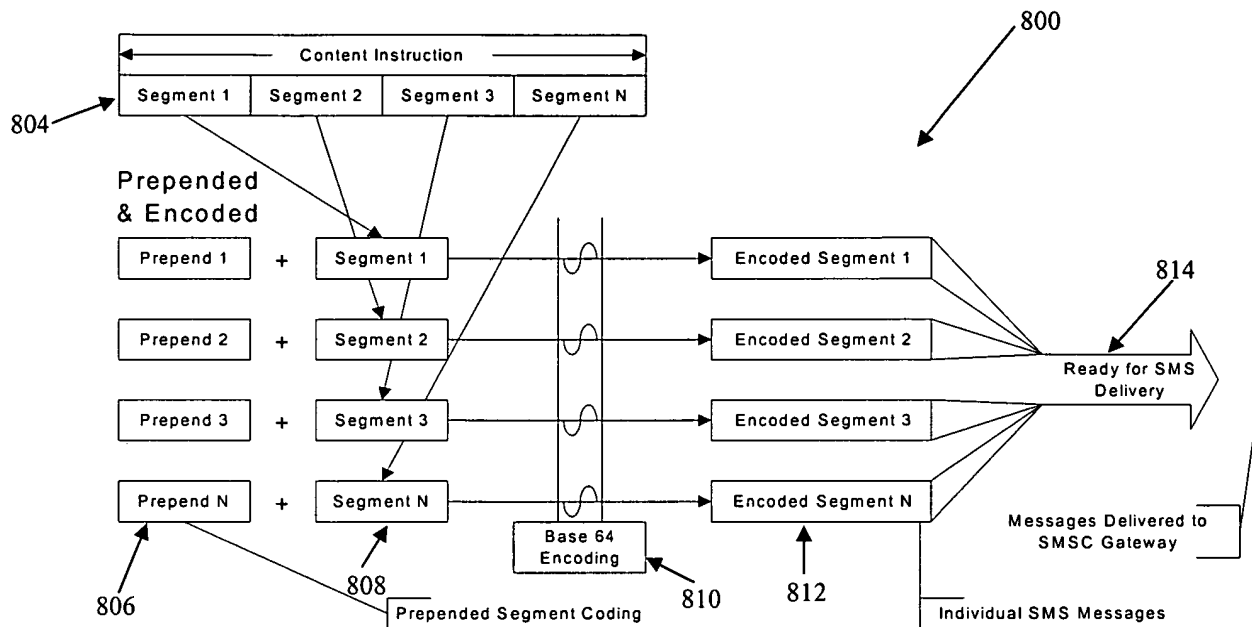 800
Content Instruction
Segment 1 Segment 2 Segment 3 Segment N
804
Prepended
& Encoded
Prepend 1 + Segment 1 Encoded Segment 1
814
Prepend 2 + Segment 2 Encoded Segment 2
Ready for SMS
Delivery
Prepend 3 + Segment 3 Encoded Segment 3
Prepend N + Segment N Encoded Segment N
Base 64
Encoding
Messages Delivered to
SMSC Gateway
806
808
810
812
Prepended Segment Coding
Individual SMS Messages